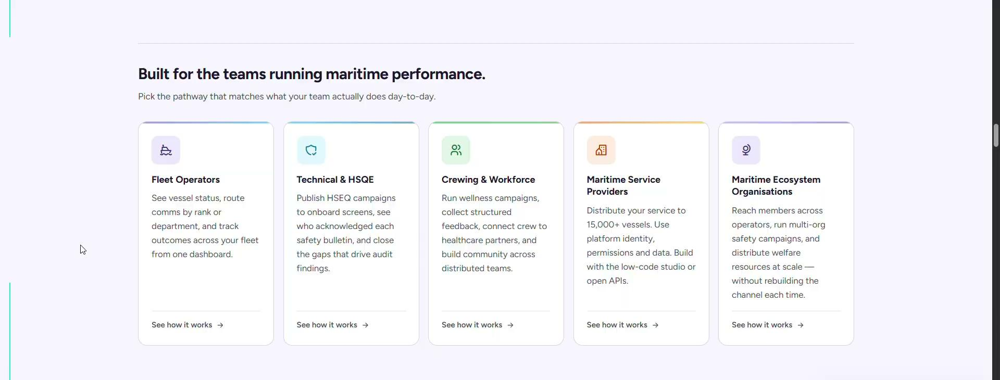 Built for the teams running maritime performance.
Pick the pathway that matches what your team actually does day-to-day.
Fleet Operators
See vessel status, route
comms by rank or
department, and track
outcomes across your fleet
from one dashboard.
See how it works →
Technical & HSQE
Publish HSEQ campaigns
to onboard screens, see
who acknowledged each
safety bulletin, and close
the gaps that drive audit
findings.
See how it works →
Crewing & Workforce
Run wellness campaigns,
collect structured
feedback, connect crew to
healthcare partners, and
build community across
distributed teams.
See how it works →
Maritime Service
Providers
Distribute your service to
15,000+ vessels. Use
platform identity,
permissions and data. Build
with the low-code studio or
open APIs.
See how it works →
Maritime Ecosystem
Organisations
Reach members across
operators, run multi-org
safety campaigns, and
distribute welfare
resources at scale —
without rebuilding the
channel each time.
See how it works →